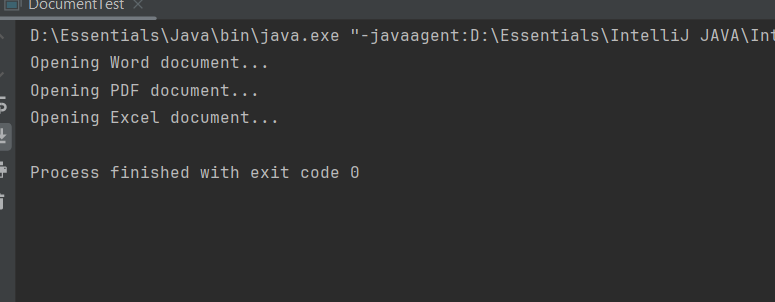 DocumentTest
D:\Essentials\Java\bin\java.exe "-javaagent:D:\Essentials\IntelliJ JAVA\Int
Opening Word document...
Opening PDF document...
Opening Excel document...
Process finished with exit code 0